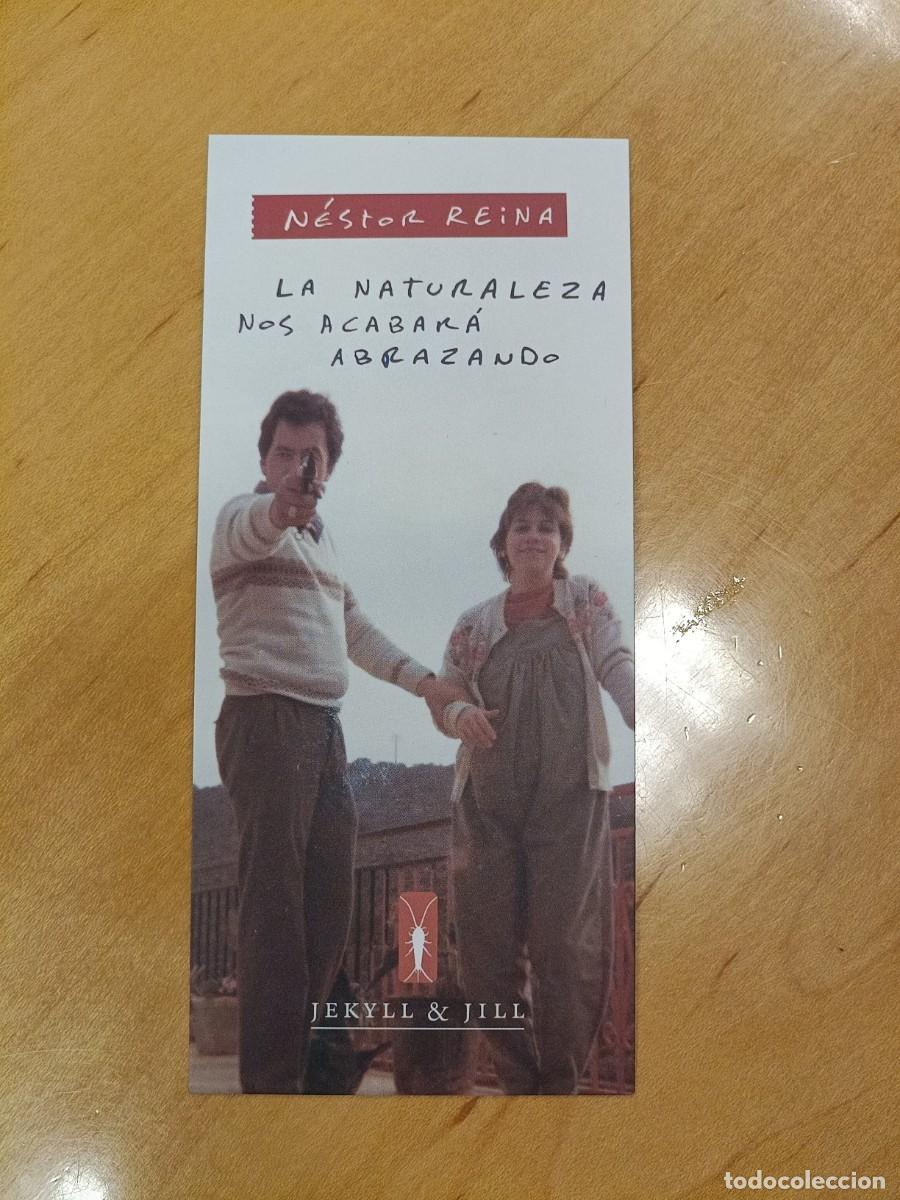 NÉSTOR REINA
LA NATURALEZA
NOS ACABARÁ
ABRAZANDO
JEKYLL & JILL
todocoleccion